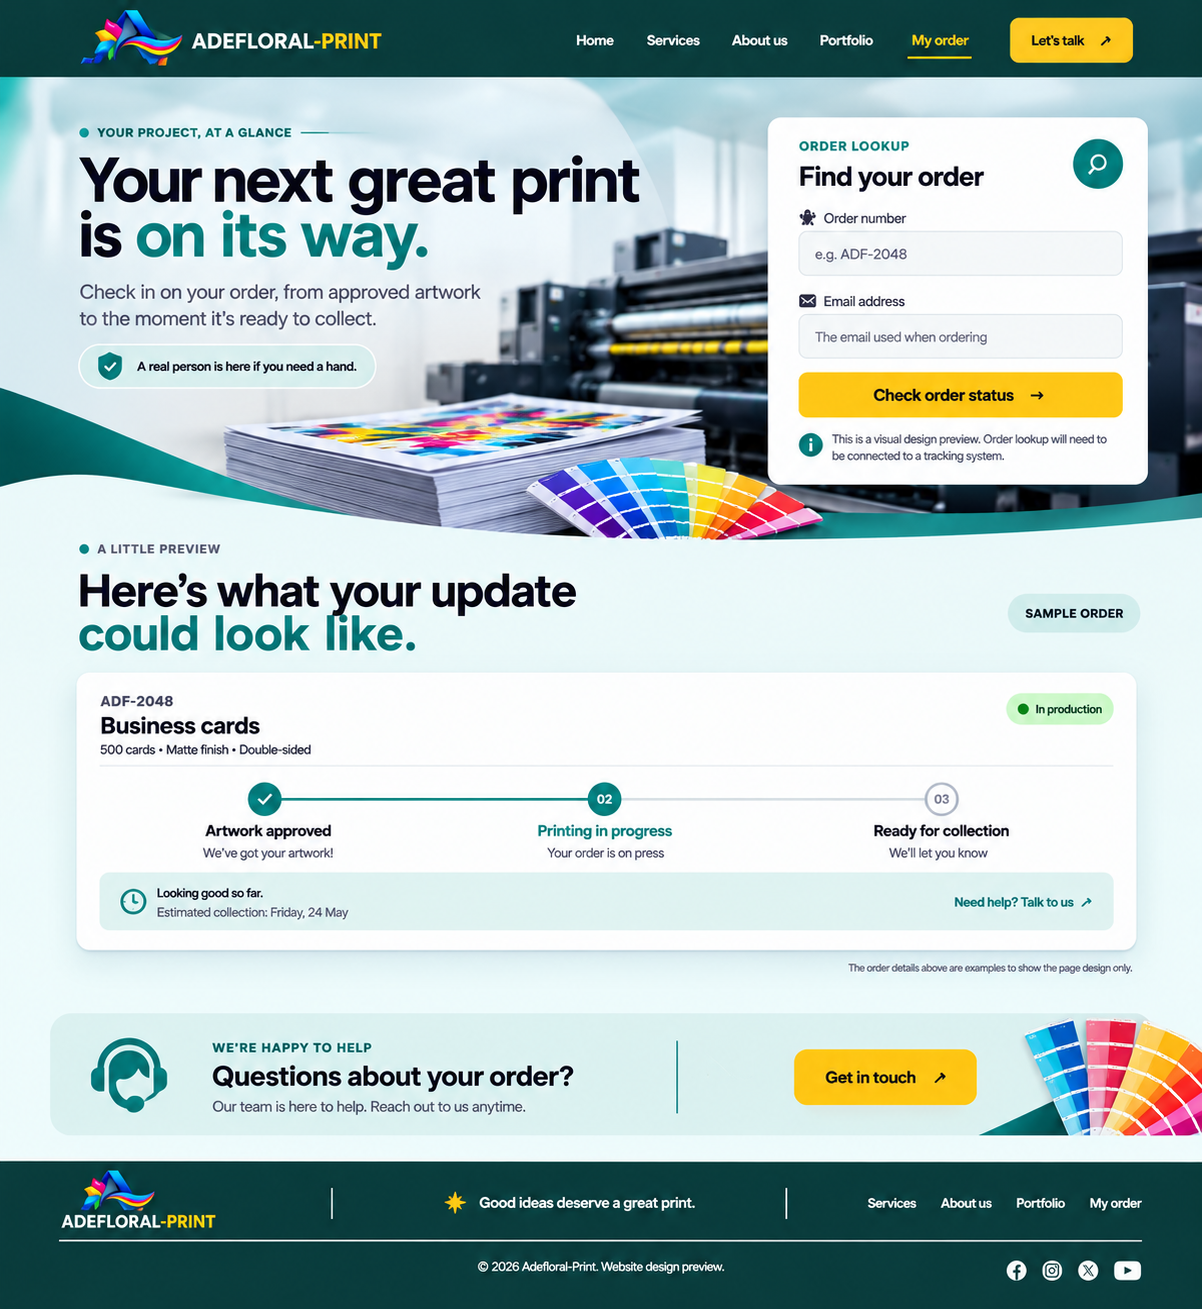 ADEFLORAL-PRINT
Home
Services
About us
Portfolio
My order
Let's talk ↗
YOUR PROJECT, AT A GLANCE
Your next great print
is on its way.
Check in on your order, from approved artwork
to the moment it's ready to collect.
A real person is here if you need a hand.
ORDER LOOKUP
Find your order
Order number
e.g. ADF-2048
Email address
The email used when ordering
Check order status →
This is a visual design preview. Order lookup will need to
be connected to a tracking system.
A LITTLE PREVIEW
Here's what your update
could look like.
SAMPLE ORDER
ADF-2048
Business cards
500 cards • Matte finish • Double-sided
In production
02
03
Artwork approved
We've got your artwork!
Printing in progress
Your order is on press
Ready for collection
We'll let you know
Looking good so far.
Estimated collection: Friday, 24 May
Need help? Talk to us ↗
The order details above are examples to show the page design only.
WE'RE HAPPY TO HELP
Questions about your order?
Our team is here to help. Reach out to us anytime.
Get in touch ↗
ADEFLORAL-PRINT
Good ideas deserve a great print.
Services
About us
Portfolio
My order
© 2026 Adefloral-Print. Website design preview.